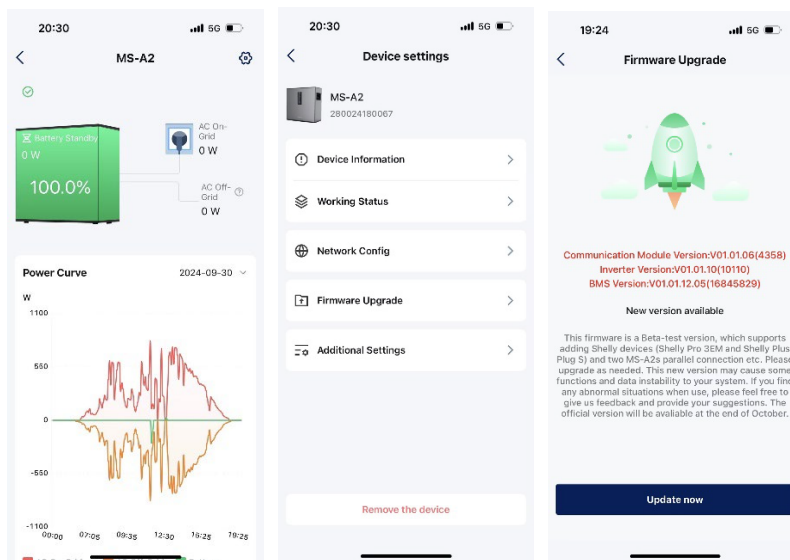 20:30
5G
MS-A2
Battery Standby
0 W
100.0%
AC On-
Grid
0 W
AC Off-
Grid
0 W
Power Curve
2024-09-30
W
1100
550
0
-550
-1100
00:00
07:05
09:35
12:30
16:25
19:25
20:30
5G
Device settings
MS-A2
280024180067
Device Information
Working Status
Network Config
Firmware Upgrade
Additional Settings
Remove the device
19:24
5G
Firmware Upgrade
Communication Module Version:V01.01.06(4358)
Inverter Version:V01.01.10(10110)
BMS Version:V01.01.12.05(16845829)
New version available
This firmware is a Beta-test version, which supports
adding Shelly devices (Shelly Pro 3EM and Shelly Plus
Plug S) and two MS-A2s parallel connection etc. Please
upgrade as needed. This new version may cause some
functions and data instability to your system. If you find
any abnormal situations when use, please feel free to
give us feedback and provide your suggestions. The
official version will be avaliable at the end of October.
Update now